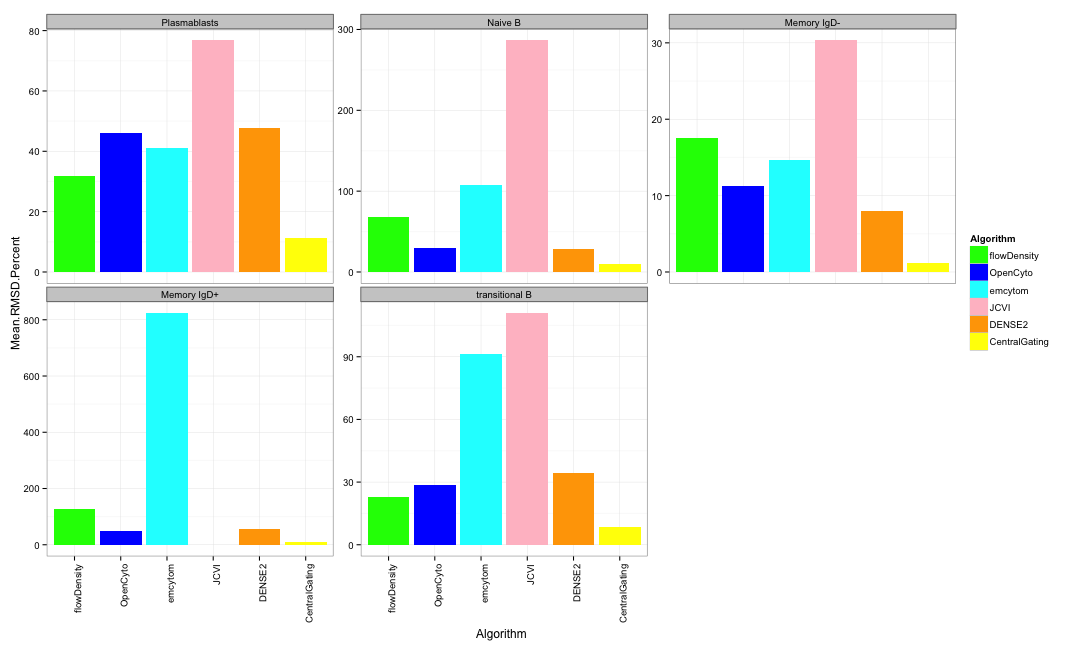 Plasmablasts
Naive B
Memory IgD-
80
60
40
20
0
300
200
100
0
30
20
10
0
Mean.RMSD.Percent
Memory IgD+
transitional B
800
600
400
200
0
90
60
30
0
flowDensity
OpenCyto
emcytom
JCVI
DENSE2
CentralGating
flowDensity
OpenCyto
emcytom
JCVI
DENSE2
CentralGating
Algorithm
Algorithm
flowDensity
OpenCyto
emcytom
JCVI
DENSE2
CentralGating